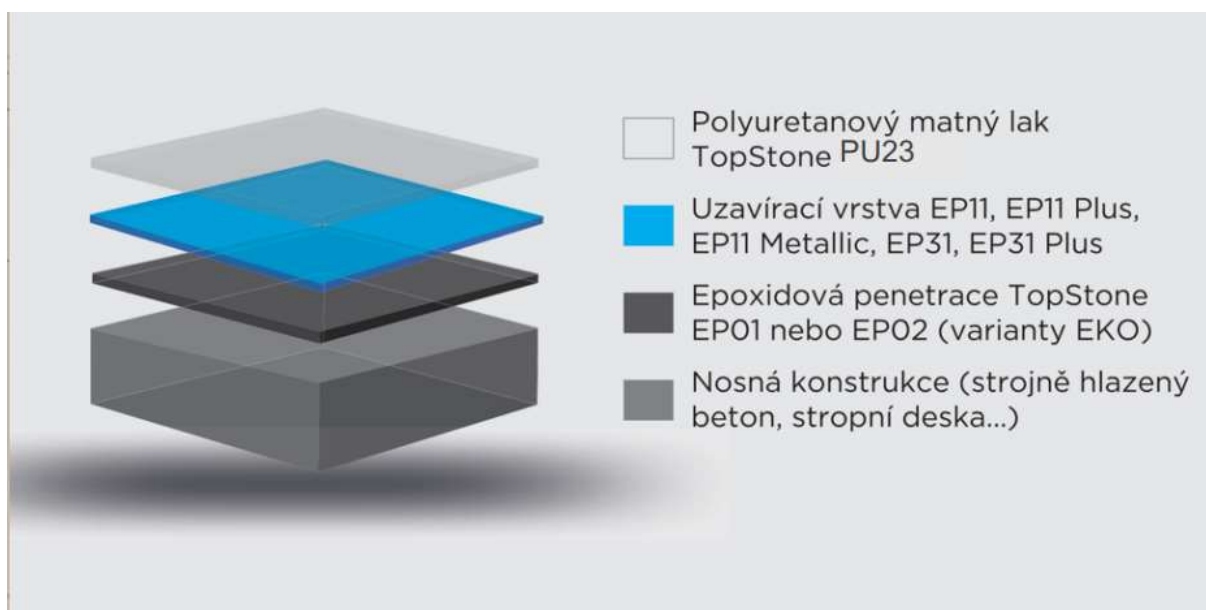 Polyuretanový matný lak
TopStone PU23
Uzavírací vrstva EP11, EP11 Plus,
EP11 Metallic, EP31, EP31 Plus
Epoxidová penetrace TopStone
EP01 nebo EP02 (varianty EKO)
Nosná konstrukce (strojně hlazený
beton, stropní deska...)